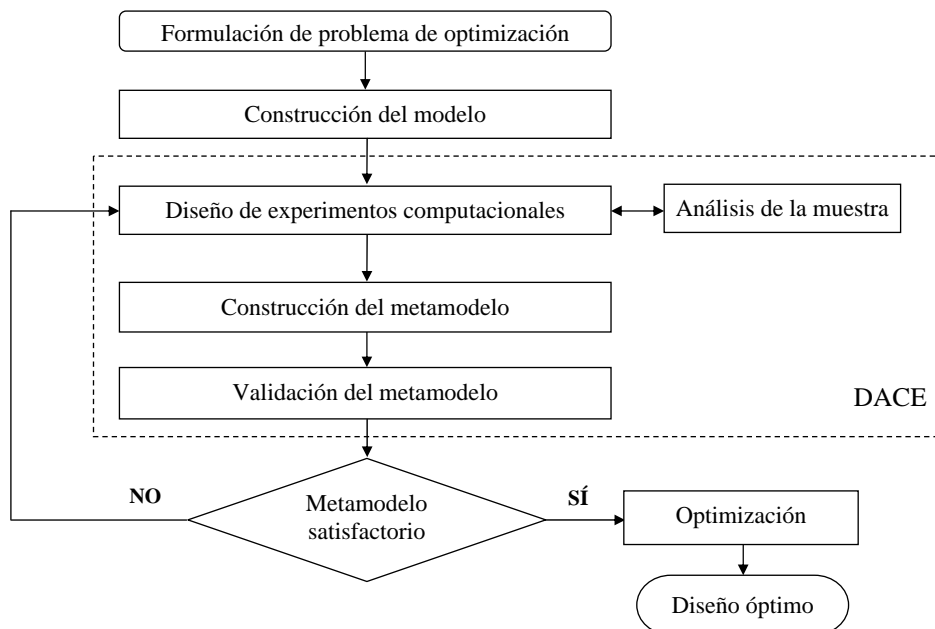 Formulación de problema de optimización
Construcción del modelo
Diseño de experimentos computacionales
Análisis de la muestra
Construcción del metamodelo
Validación del metamodelo
DACE
NO
Metamodelo
satisfactorio
SÍ
Optimización
Diseño óptimo